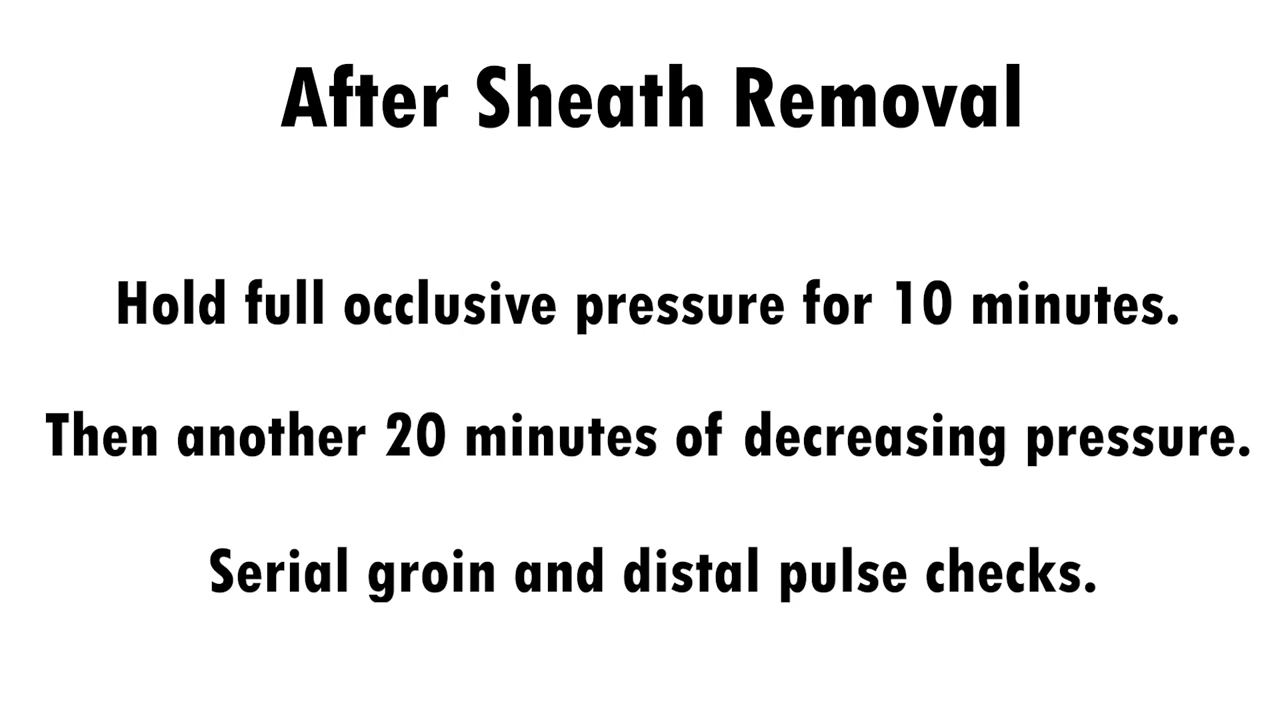 After Sheath Removal
Hold full occlusive pressure for 10 minutes.
Then another 20 minutes of decreasing pressure.
Serial groin and distal pulse checks.